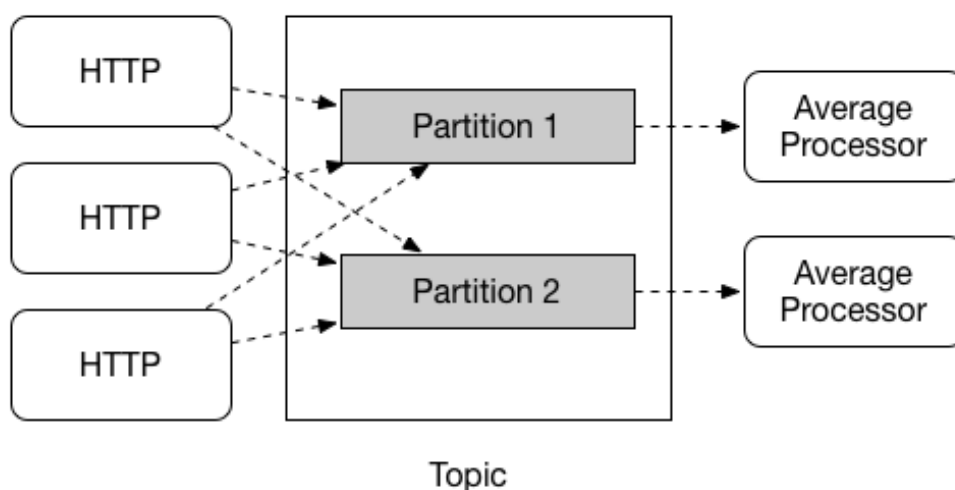 HTTP
HTTP
HTTP
Partition 1
Partition 2
Average
Processor
Average
Processor
Topic